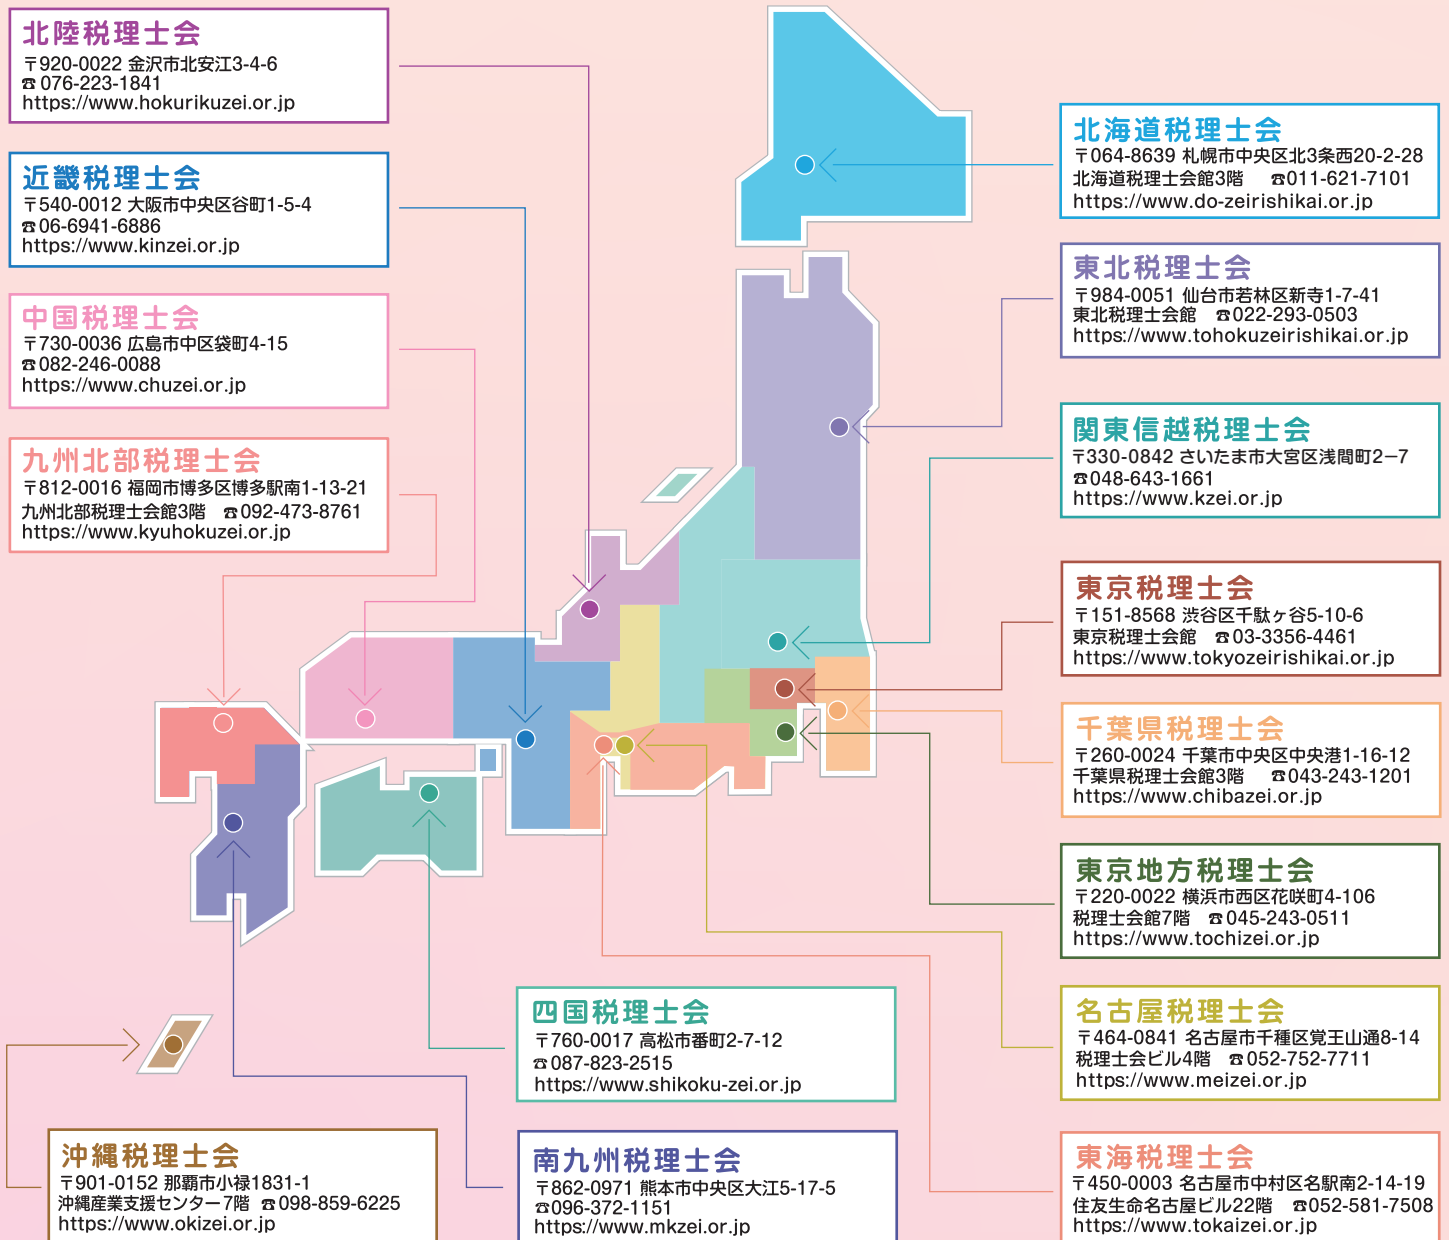 北陸税理士会
〒920-0022 金沢市北安江3-4-6
☎076-223-1841
https://www.hokurikuzei.or.jp
近畿税理士会
〒540-0012 大阪市中央区谷町1-5-4
☎06-6941-6886
https://www.kinzei.or.jp
中国税理士会
〒730-0036 広島市中区袋町4-15
☎082-246-0088
https://www.chuzei.or.jp
九州北部税理士会
〒812-0016 福岡市博多区博多駅南1-13-21
九州北部税理士会館3階 ☎092-473-8761
https://www.kyuhokuzei.or.jp
北海道税理士会
〒064-8639 札幌市中央区北3条西20-2-28
北海道税理士会館3階 ☎011-621-7101
https://www.do-zeirishikai.or.jp
東北税理士会
〒984-0051 仙台市若林区新寺1-7-41
東北税理士会館 ☎022-293-0503
https://www.tohokuzeirishikai.or.jp
関東信越税理士会
〒330-0842 さいたま市大宮区浅間町2−7
☎048-643-1661
https://www.kzei.or.jp
東京税理士会
〒151-8568 渋谷区千駄ヶ谷5-10-6
東京税理士会館 ☎03-3356-4461
https://www.tokyozeirishikai.or.jp
千葉県税理士会
〒260-0024 千葉市中央区中央港1-16-12
千葉県税理士会館3階 ☎043-243-1201
https://www.chibazei.or.jp
東京地方税理士会
〒220-0022 横浜市西区花咲町4-106
税理士会館7階 ☎045-243-0511
https://www.tochizei.or.jp
名古屋税理士会
〒464-0841 名古屋市千種区覚王山通8-14
税理士会ビル4階 ☎052-752-7711
https://www.meizei.or.jp
東海税理士会
〒450-0003 名古屋市中村区名駅南2-14-19
住友生命名古屋ビル22階 ☎052-581-7508
https://www.tokaizei.or.jp
四国税理士会
〒760-0017 高松市番町2-7-12
☎087-823-2515
https://www.shikoku-zei.or.jp
南九州税理士会
〒862-0971 熊本市中央区大江5-17-5
☎096-372-1151
https://www.mkzei.or.jp
沖縄税理士会
〒901-0152 那覇市小禄1831-1
沖縄産業支援センター7階 ☎098-859-6225
https://www.okizei.or.jp